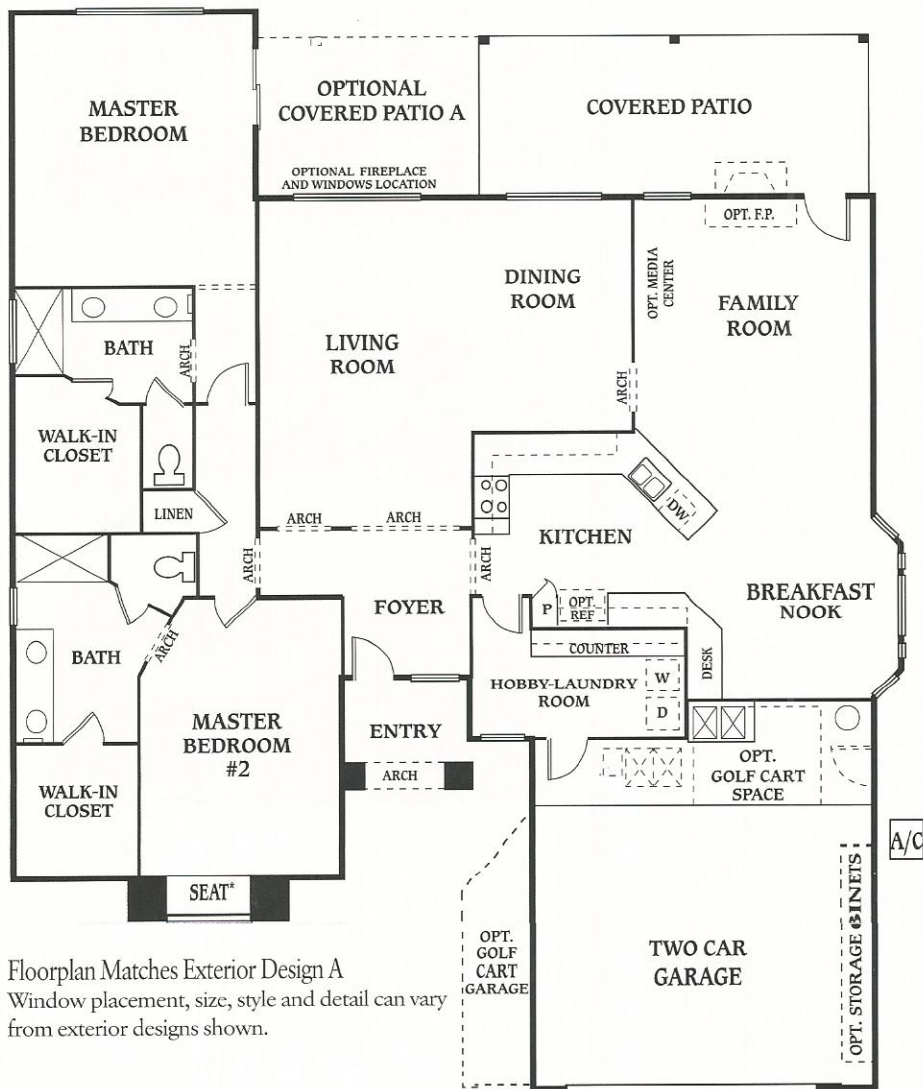 MASTER
BEDROOM
OPTIONAL
COVERED PATIO A
COVERED PATIO
OPTIONAL FIREPLACE
AND WINDOWS LOCATION
OPT. F.P.
OPT. MEDIA
CENTER
DINING
ROOM
FAMILY
ROOM
LIVING
ROOM
BATH
ARCH
ARCH
WALK-IN
CLOSET
LINEN
ARCH
ARCH
ARCH
ARCH
KITCHEN
DW
FOYER
P
OPT.
REF
BREAKFAST
NOOK
BATH
ARCH
COUNTER
DESK
HOBBY-LAUNDRY
ROOM
W
D
MASTER
BEDROOM
#2
ENTRY
ARCH
OPT.
GOLF CART
SPACE
WALK-IN
CLOSET
A/C
SEAT*
OPT.
GOLF
CART
GARAGE
TWO CAR
GARAGE
OPT. STORAGE BINETS
Floorplan Matches Exterior Design A
Window placement, size, style and detail can vary
from exterior designs shown.